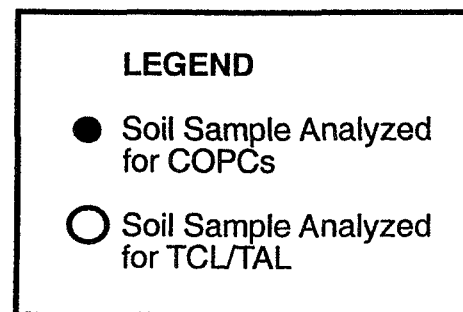 LEGEND
Soil Sample Analyzed
for COPCs
Soil Sample Analyzed
for TCL/TAL